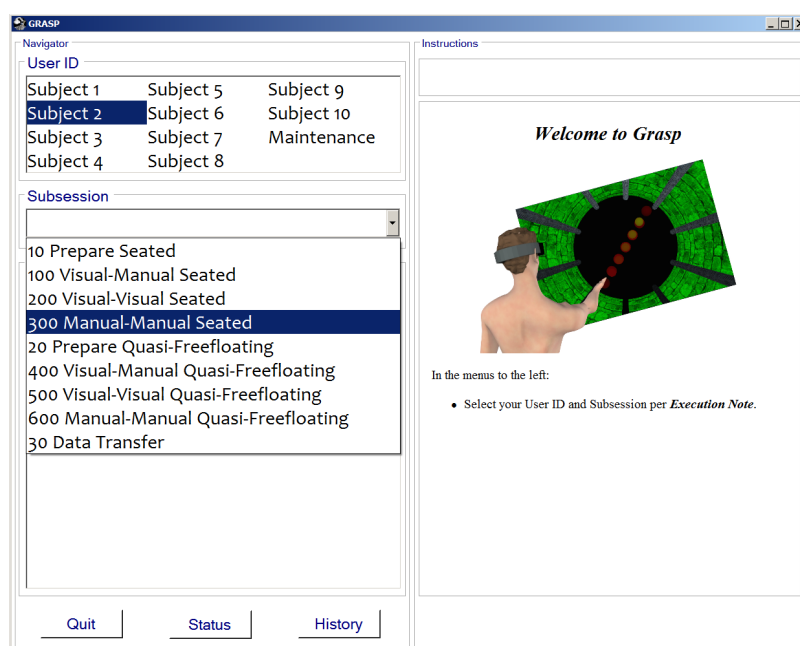 GRASP
Navigator
User ID
Subject 1
Subject 2
Subject 3
Subject 4
Subject 5
Subject 6
Subject 7
Subject 8
Subject 9
Subject 10
Maintenance
Subsession
10 Prepare Seated
100 Visual-Manual Seated
200 Visual-Visual Seated
300 Manual-Manual Seated
20 Prepare Quasi-Freefloating
400 Visual-Manual Quasi-Freefloating
500 Visual-Visual Quasi-Freefloating
600 Manual-Manual Quasi-Freefloating
30 Data Transfer
Quit
Status
History
Instructions
Welcome to Grasp
In the menus to the left:
• Select your User ID and Subsession per Execution Note.